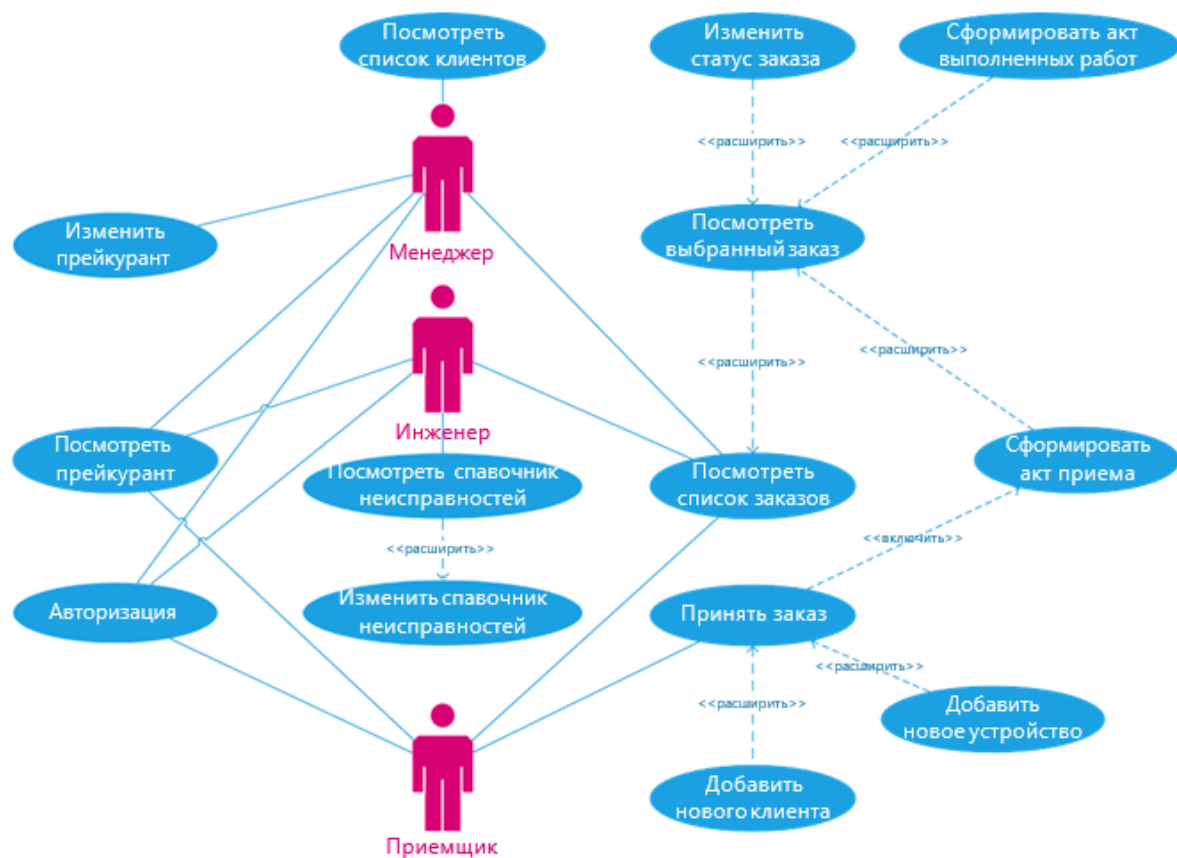 Посмотреть
список клиентов
Изменить
статус заказа
Сформировать акт
выполненных работ
<<расширить>>
<<расширить>>
Изменить
прейкурант
Менеджер
Посмотреть
выбранный заказ
<<расширить>>
<<расширить>>
Инженер
Посмотреть
прейкурант
Посмотреть спавочник
неисправностей
Посмотреть
список заказов
Сформировать
акт приема
<<расширить>>
<<включить>>
Авторизация
Изменить спавочник
неисправностей
Принять заказ
<<расширить>>
<<расширить>>
Добавить
новое устройство
Добавить
нового клиента
Приемщик